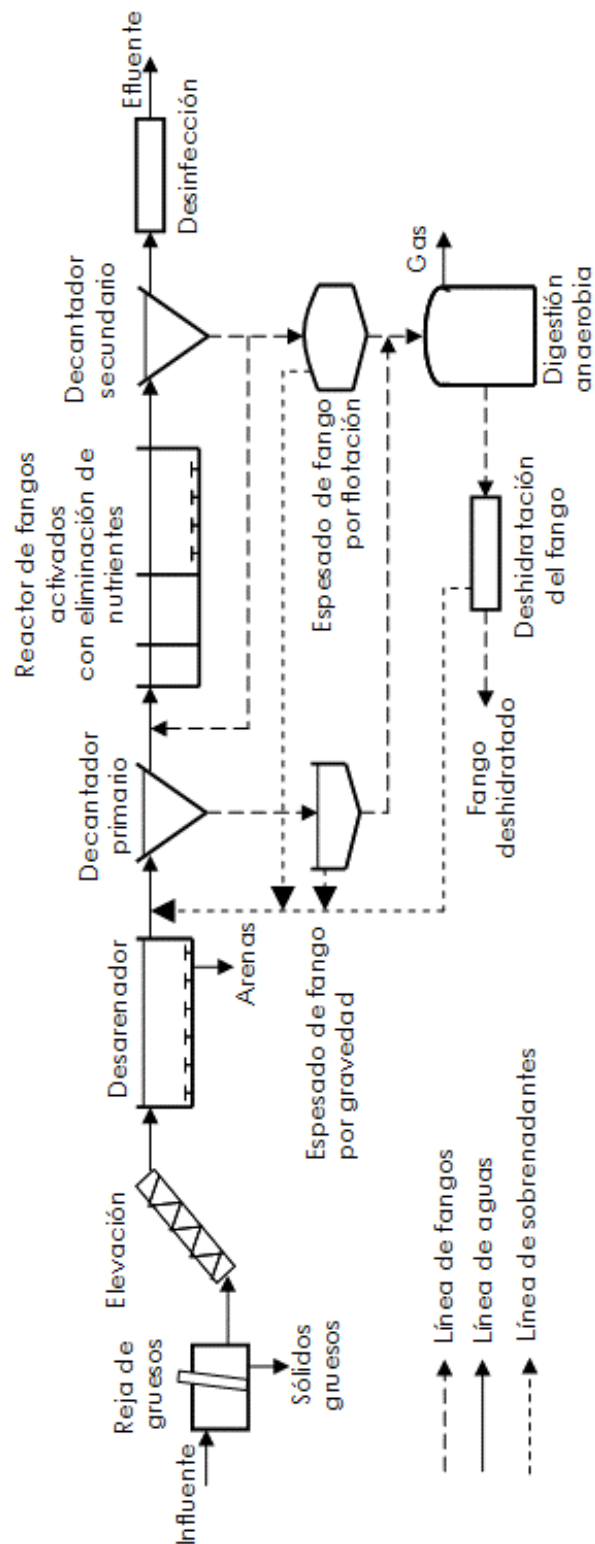 Influente
Reja de
gruesos
Sólidos
gruesos
Elevación
Desarenador
Arenas
Decantador
primario
Espesado de fango
por gravedad
Reactor de fangos
activados
con eliminación de
nutrientes
Decantador
secundario
Espesado de fango
por flotación
Desinfección
Efluente
Gas
Digestión
anaerobia
Deshidratación
del fango
Fango
deshidratado
Línea de fangos
Línea de aguas
Línea de sobrenadantes